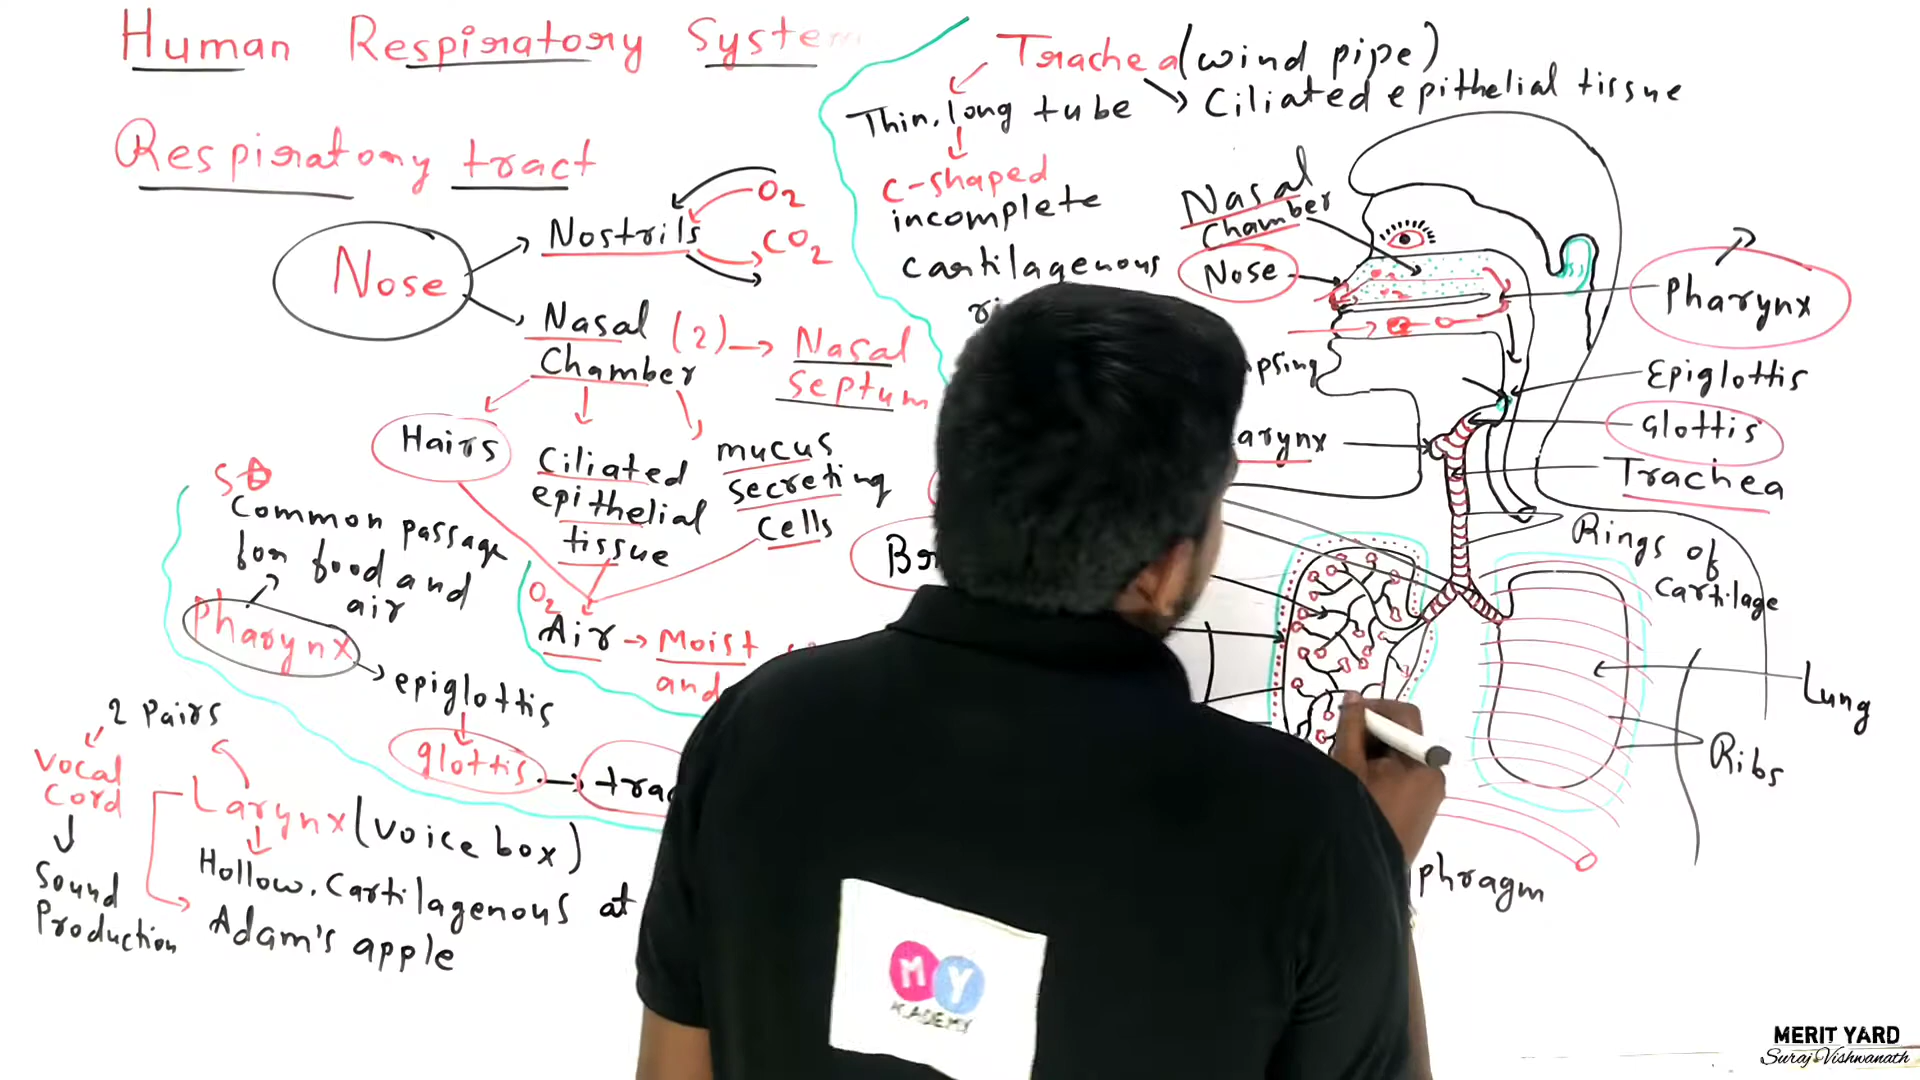 Human Respiratory System
Respiratory tract
Nose
Nostrils
O2
CO2
Nasal
Chamber
(2)
Nasal
septum
Hairs
Ciliated
epithelial
tissue
mucus
secreting
cells
O2
Air → Moist
and
Common passage
for food and
air
Pharynx
epiglottis
glottis
2 Pairs
Vocal
Cord
Sound
Production
Larynx (Voice box)
Hollow. Cartilagenous at
Adam's apple
Trachea (wind pipe)
Ciliated epithelial tissue
Thin, long tube
C-shaped
incomplete
cartilagenous
Nasal
Chamber
Nose
Pharynx
Epiglottis
Glottis
arynx
Trachea
Rings of
Cartilage
Lung
Ribs
phragm
MY
KADEMY
MERIT YARD
Suraj Vishwanath